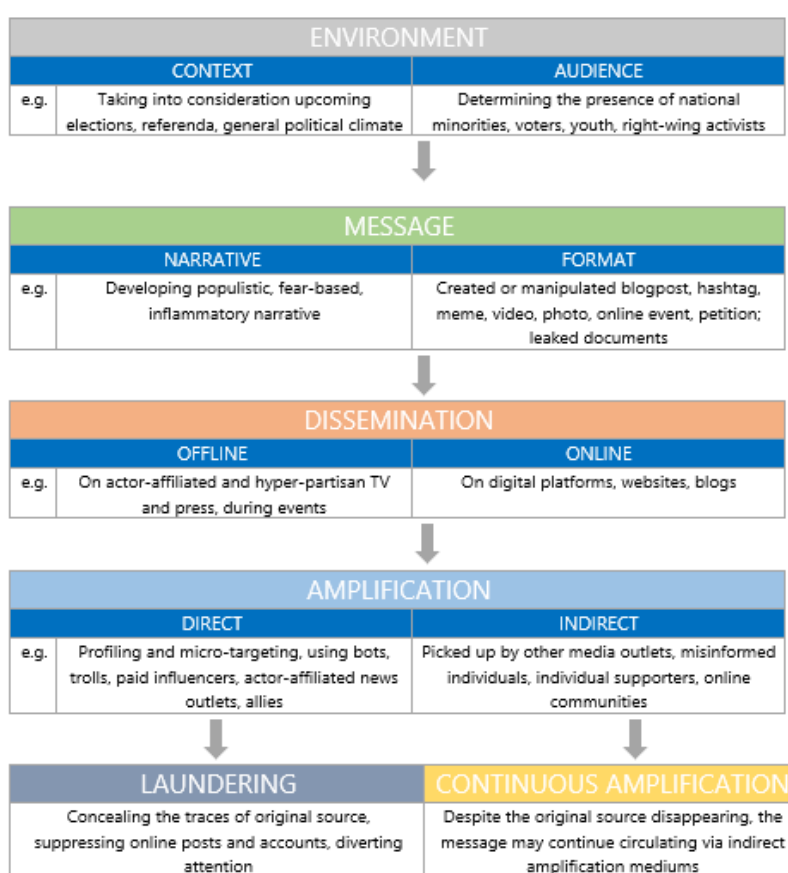 ENVIRONMENT
CONTEXT
AUDIENCE
e.g.
Taking into consideration upcoming
elections, referenda, general political climate
Determining the presence of national
minorities, voters, youth, right-wing activists
MESSAGE
NARRATIVE
FORMAT
e.g.
Developing populistic, fear-based,
inflammatory narrative
Created or manipulated blogpost, hashtag,
meme, video, photo, online event, petition;
leaked documents
DISSEMINATION
OFFLINE
ONLINE
e.g.
On actor-affiliated and hyper-partisan TV
and press, during events
On digital platforms, websites, blogs
AMPLIFICATION
DIRECT
INDIRECT
e.g.
Profiling and micro-targeting, using bots,
trolls, paid influencers, actor-affiliated news
outlets, allies
Picked up by other media outlets, misinformed
individuals, individual supporters, online
communities
LAUNDERING
Concealing the traces of original source,
suppressing online posts and accounts, diverting
attention
CONTINUOUS AMPLIFICATION
Despite the original source disappearing, the
message may continue circulating via indirect
amplification mediums